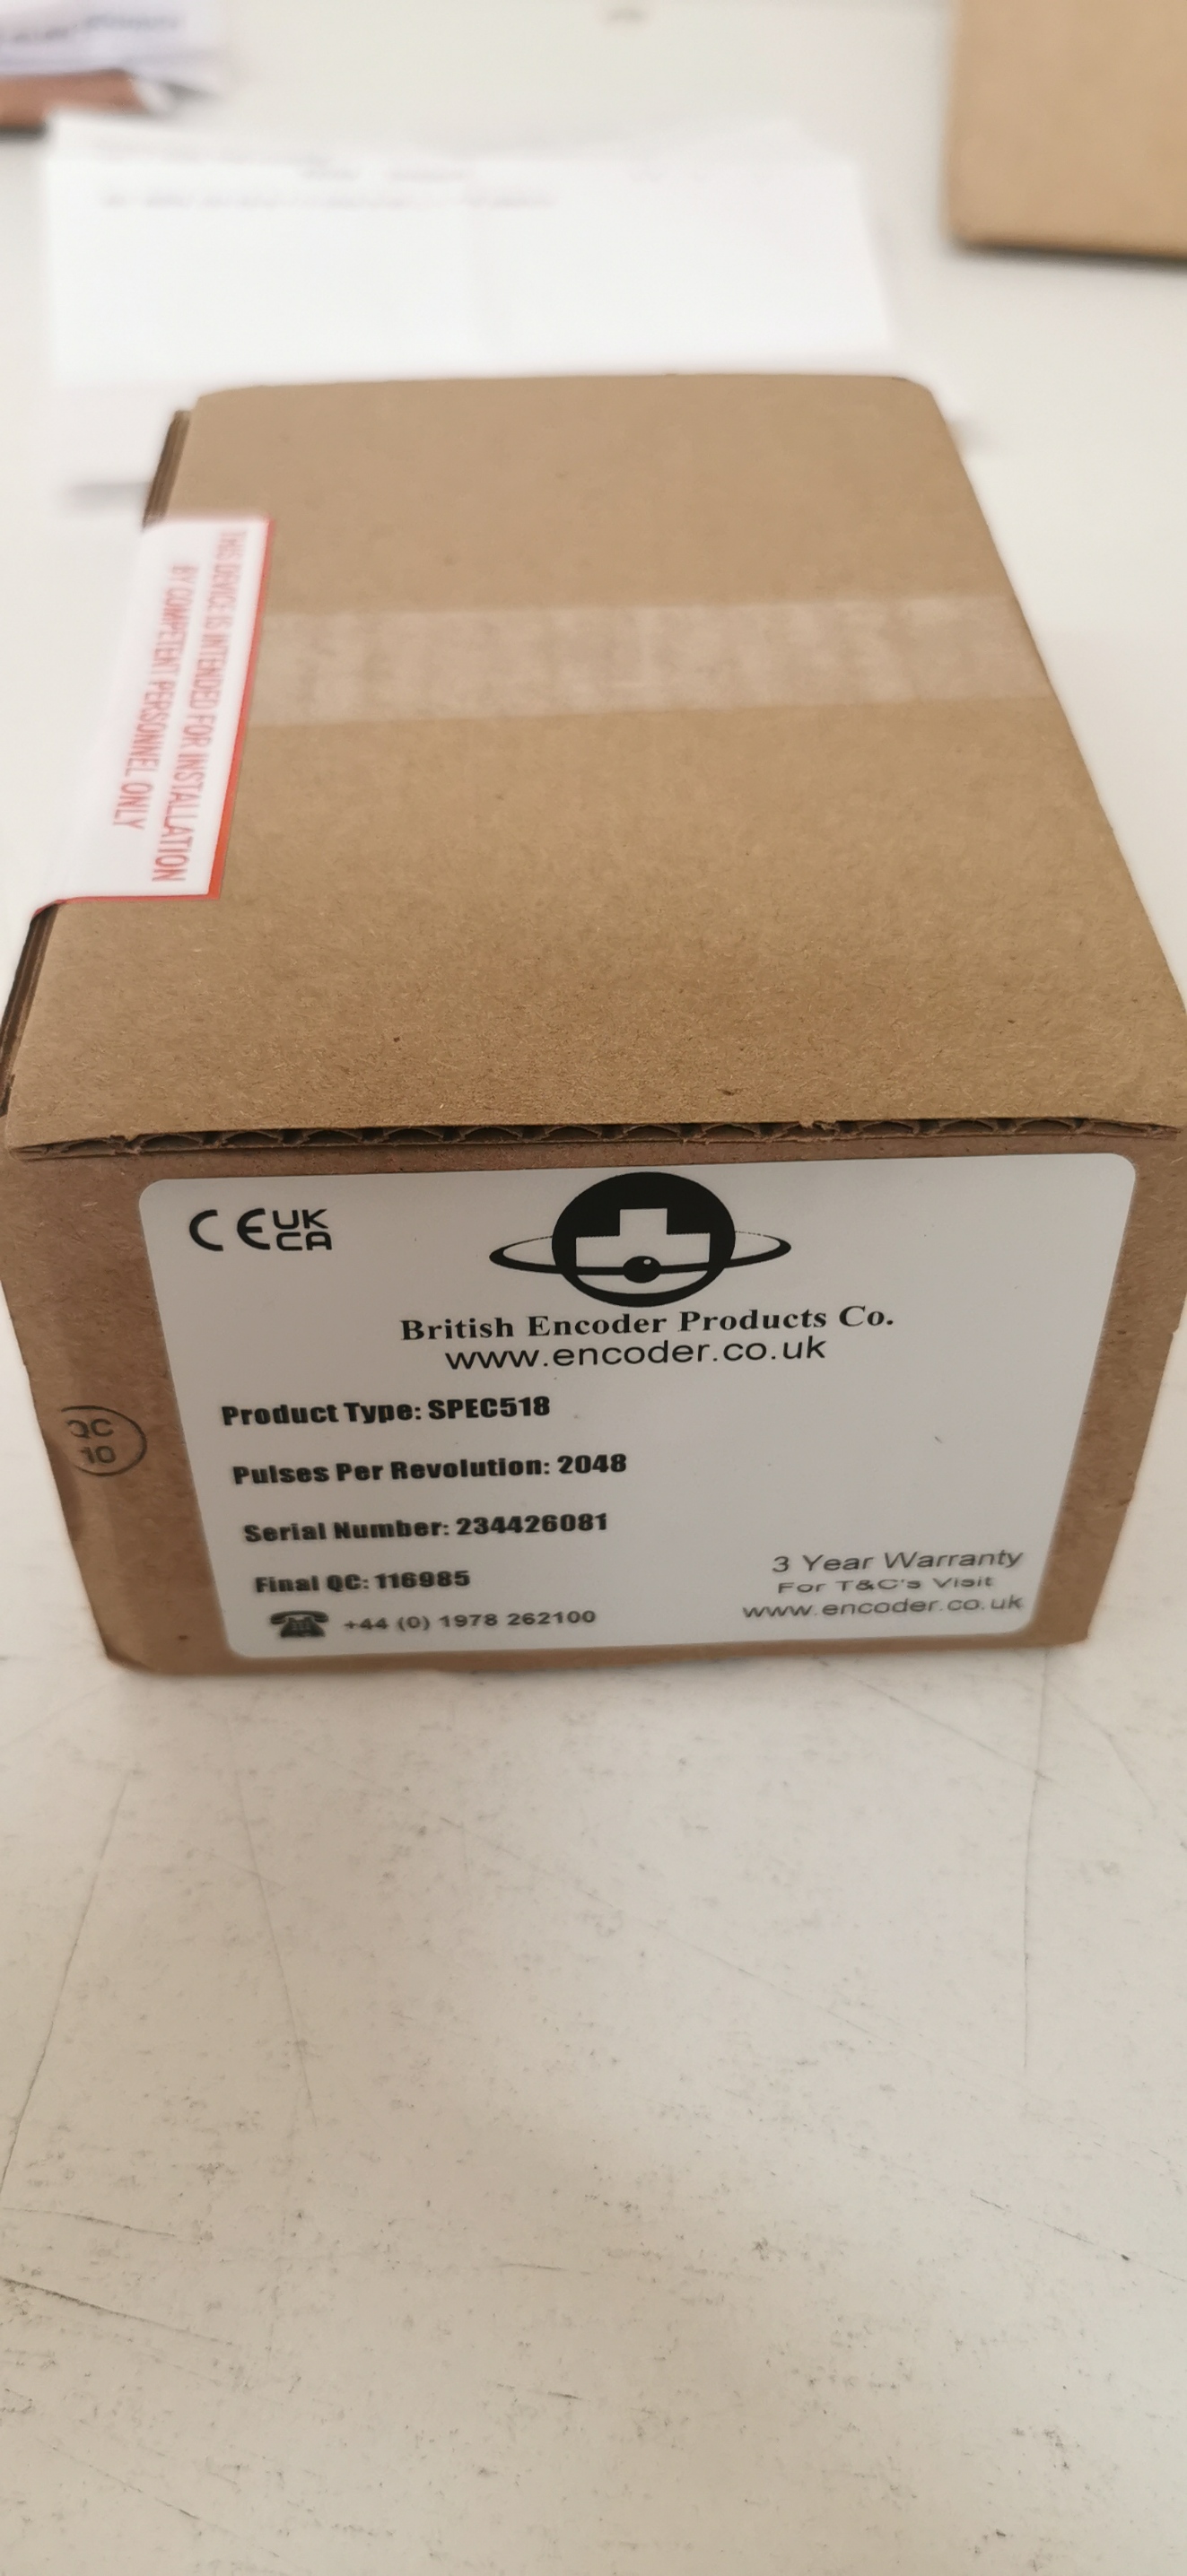 THIS DEVICE IS INTENDED FOR INSTALLATION
BY COMPETENT PERSONNEL ONLY
CE UK
CA
British Encoder Products Co.
www.encoder.co.uk
Product Type: SPEC518
Pulses Per Revolution: 2048
Serial Number: 234426081
Final QC: 116985
+44 (0) 1978 262100
3 Year Warranty
For T&C's Visit
www.encoder.co.uk
QC
10